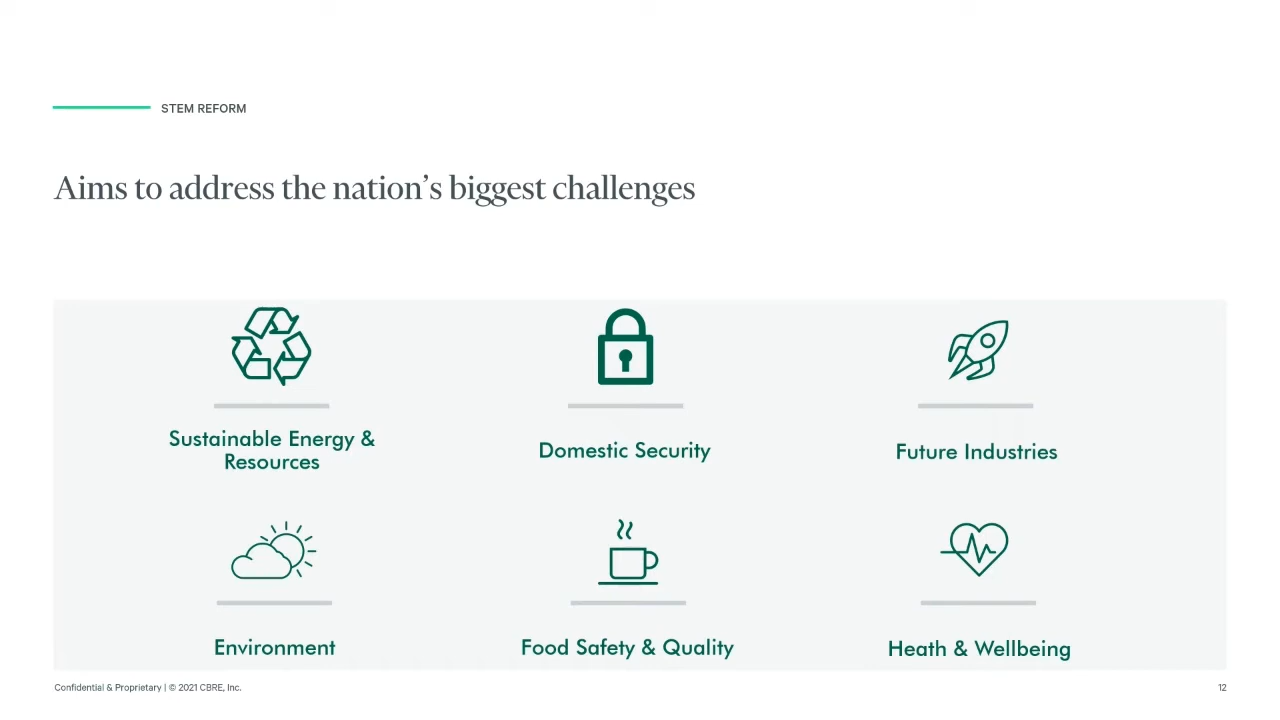 STEM REFORM
Aims to address the nation’s biggest challenges
Sustainable Energy &
Resources
Domestic Security
Future Industries
Environment
Food Safety & Quality
Heath & Wellbeing
Confidential & Proprietary | © 2021 CBRE, Inc.
12